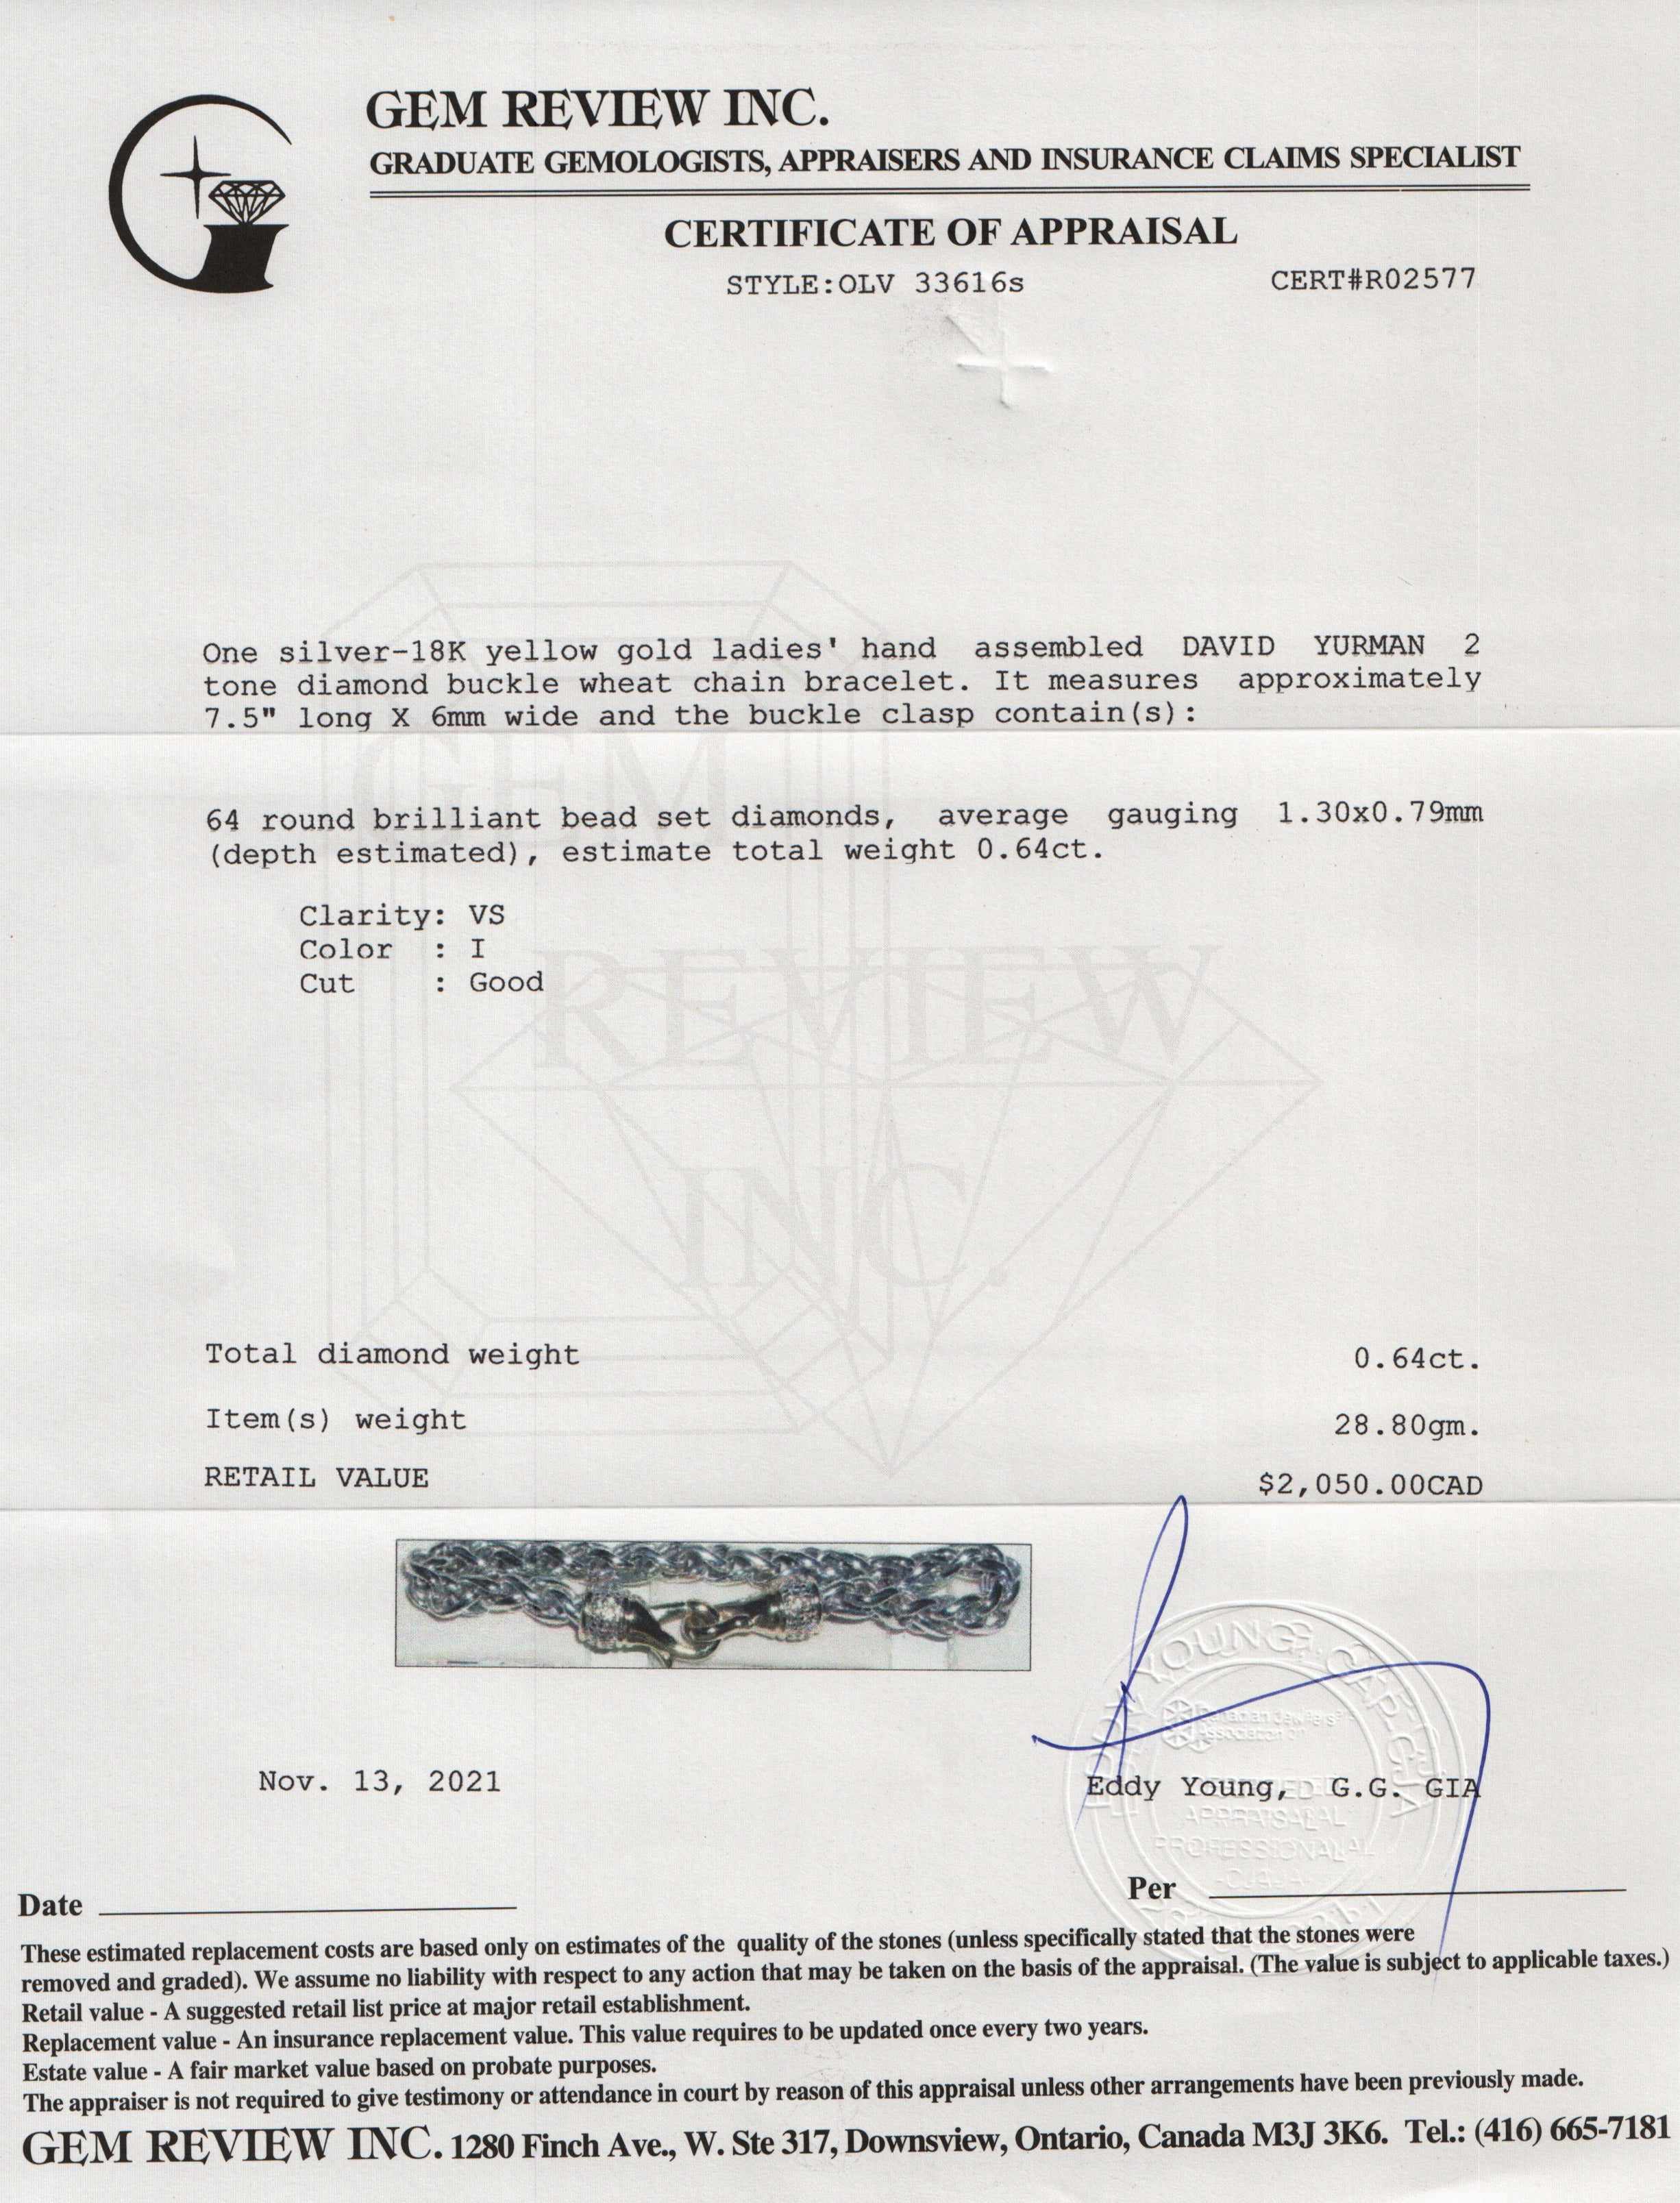 GEM REVIEW INC.
GRADUATE GEMOLOGISTS, APPRAISERS AND INSURANCE CLAIMS SPECIALIST
CERTIFICATE OF APPRAISAL
STYLE:OLV 33616s CERT#R02577
One silver-18K yellow gold ladies' hand assembled DAVID YURMAN 2
tone diamond buckle wheat chain bracelet. It measures approximately
7.5" long X 6mm wide and the buckle clasp contain(s):
GEM
64 round brilliant bead set diamonds, average gauging 1.30x0.79mm
(depth estimated), estimate total weight 0.64ct.
Clarity: VS
Color : I
Cut : Good
REVIEW
INC.
Total diamond weight 0.64ct.
Item(s) weight 28.80gm.
RETAIL VALUE $2,050.00CAD
YOUNG
Canadian Jewellers
Association
Nov. 13, 2021
Eddy Young, G.G. GIA
APPRAISAL
PROFESSIONAL
Date
Per
These estimated replacement costs are based only on estimates of the quality of the stones (unless specifically stated that the stones were
removed and graded). We assume no liability with respect to any action that may be taken on the basis of the appraisal. (The value is subject to applicable taxes.)
Retail value - A suggested retail list price at major retail establishment.
Replacement value - An insurance replacement value. This value requires to be updated once every two years.
Estate value - A fair market value based on probate purposes.
The appraiser is not required to give testimony or attendance in court by reason of this appraisal unless other arrangements have been previously made.
GEM REVIEW INC. 1280 Finch Ave., W. Ste 317, Downsview, Ontario, Canada M3J 3K6. Tel.: (416) 665-7181